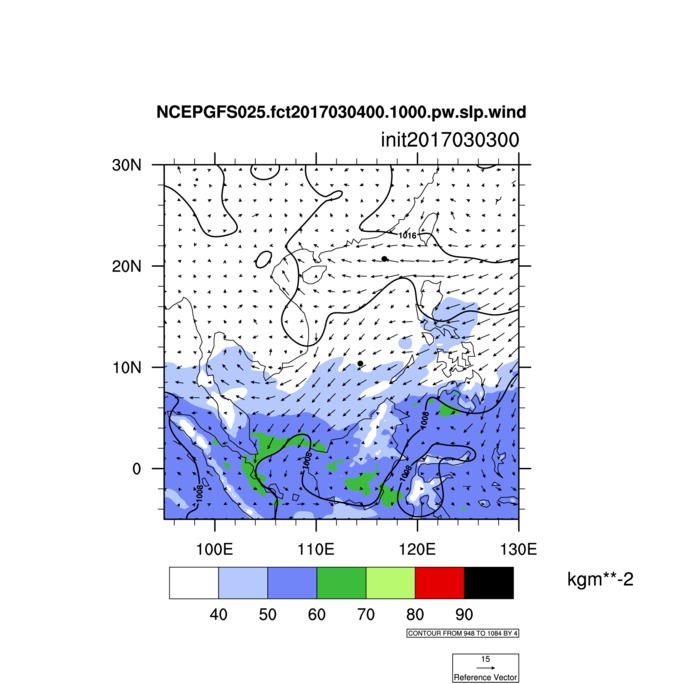 NCEPGFS025.fct2017030400.1000.pw.slp.wind
init2017030300
30N
1016
20N
10N
1008
1008
1008
0
1008
100E 110E 120E 130E
kgm**-2
40 50 60 70 80 90
CONTOUR FROM 948 TO 1084 BY 4
15
Reference Vector